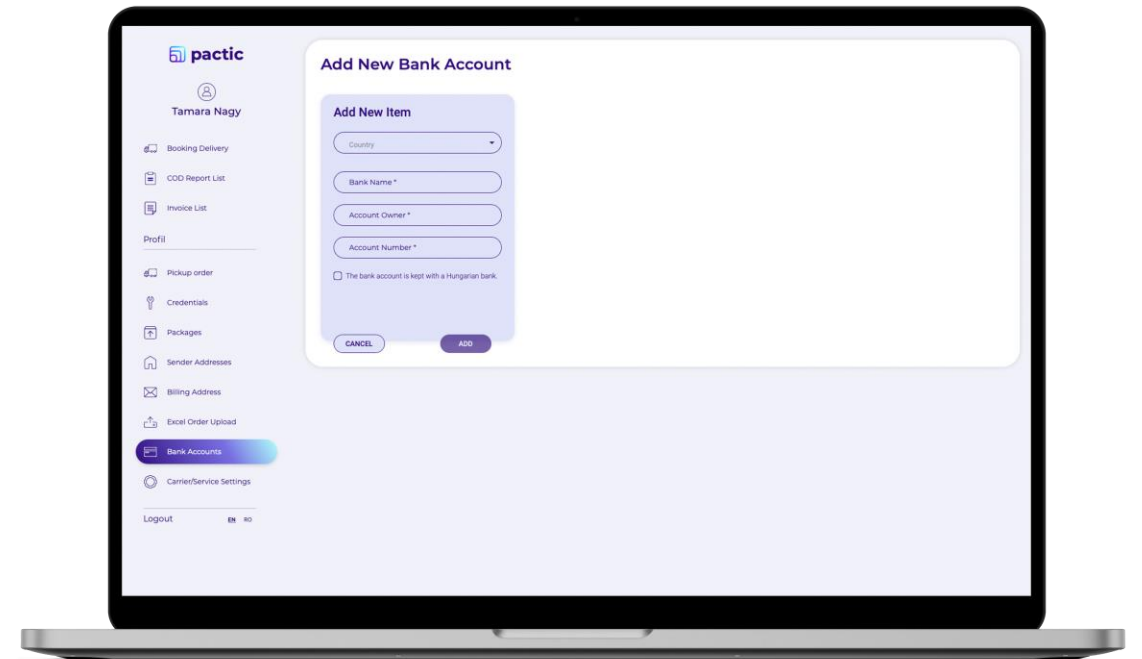 pactic
Tamara Nagy
Booking Delivery
COD Report List
Invoice List
Profil
Pickup order
Credentials
Packages
Sender Addresses
Billing Address
Excel Order Upload
Bank Accounts
Carrier/Service Settings
Logout EN RO
Add New Bank Account
Add New Item
Country
Bank Name *
Account Owner *
Account Number *
The bank account is kept with a Hungarian bank.
CANCEL ADD